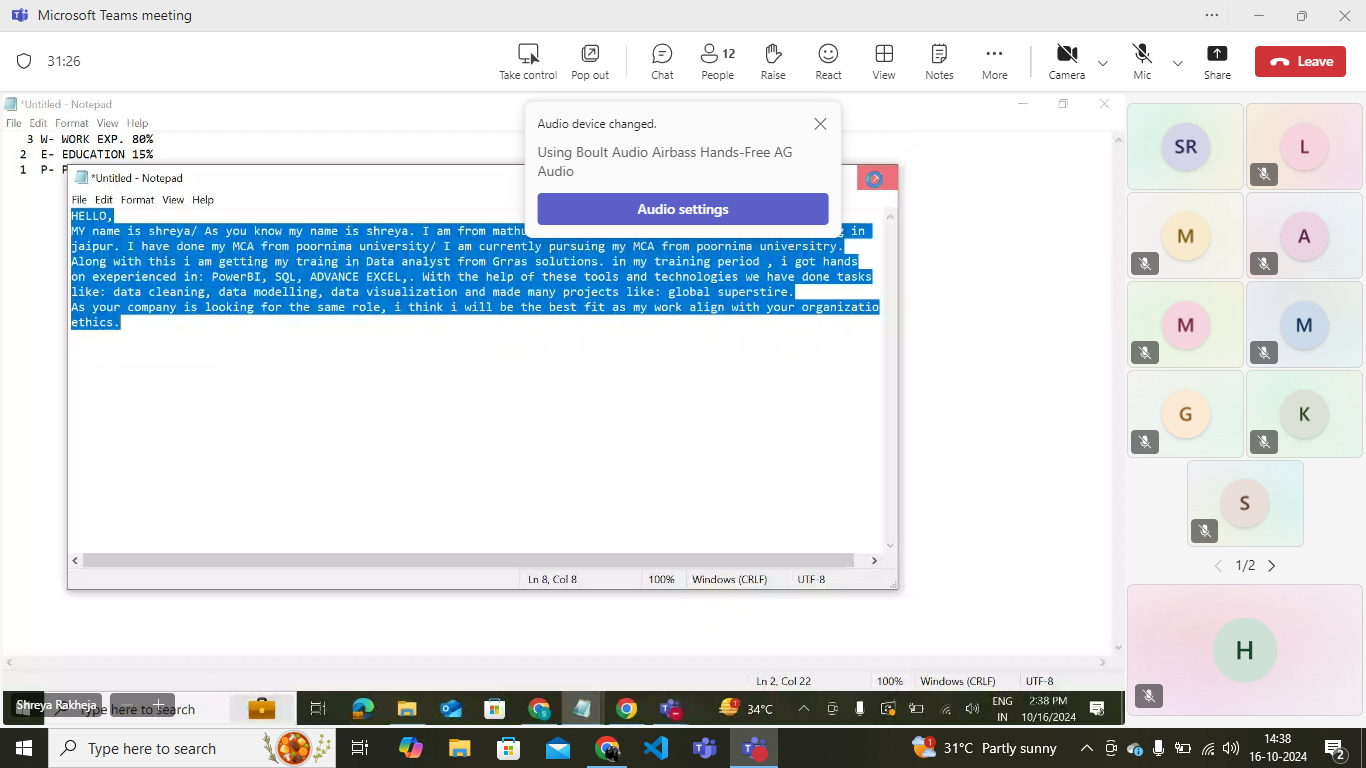 Microsoft Teams meeting
31:26
Take control
Pop out
Chat
12
People
Raise
React
View
Notes
More
Camera
Mic
Share
Leave
*Untitled - Notepad
File Edit Format View Help
3 W- WORK EXP. 80%
2 E- EDUCATION 15%
1 P-
Audio device changed.
Using Boult Audio Airbass Hands-Free AG
Audio
Audio settings
*Untitled - Notepad
File Edit Format View Help
HELLO,
MY name is shreya/ As you know my name is shreya. I am from in
jaipur. I have done my MCA from poornima university/ I am currently pursuing my MCA from poornima universitry.
Along with this i am getting my traing in Data analyst from Grras solutions. in my training period , i got hands
on exeperienced in: PowerBI, SQL, ADVANCE EXCEL,. With the help of these tools and technologies we have done tasks
like: data cleaning, data modelling, data visualization and made many projects like: global superstire.
As your company is looking for the same role, i think i will be the best fit as my work align with your organizatio
ethics.
Ln 8, Col 8
100%
Windows (CRLF)
UTF-8
SR
L
M
A
M
M
G
K
S
1/2
H
Ln 2, Col 22
100%
Windows (CRLF)
UTF-8
Shreya Rakheja
Type here to search
34°C
ENG
IN
2:38 PM
10/16/2024
Type here to search
31°C Partly sunny
14:38
16-10-2024
2